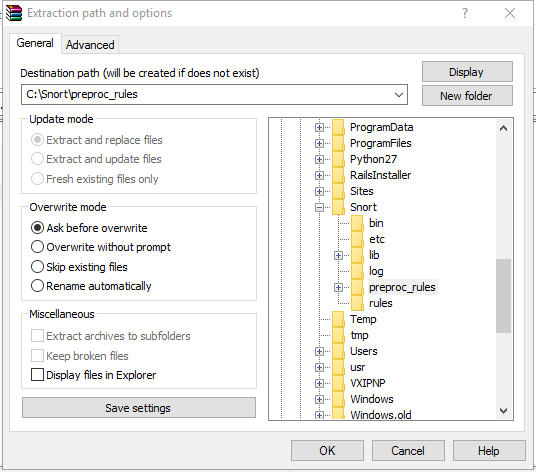 Extraction path and options
General
Advanced
Destination path (will be created if does not exist)
C:\Snort\preproc_rules
Display
New folder
Update mode
Extract and replace files
Extract and update files
Fresh existing files only
Overwrite mode
Ask before overwrite
Overwrite without prompt
Skip existing files
Rename automatically
Miscellaneous
Extract archives to subfolders
Keep broken files
Display files in Explorer
Save settings
ProgramData
ProgramFiles
Python27
RailsInstaller
Sites
Snort
bin
etc
lib
log
preproc_rules
rules
Temp
tmp
Users
usr
VXIPNP
Windows
Windows.old
OK
Cancel
Help